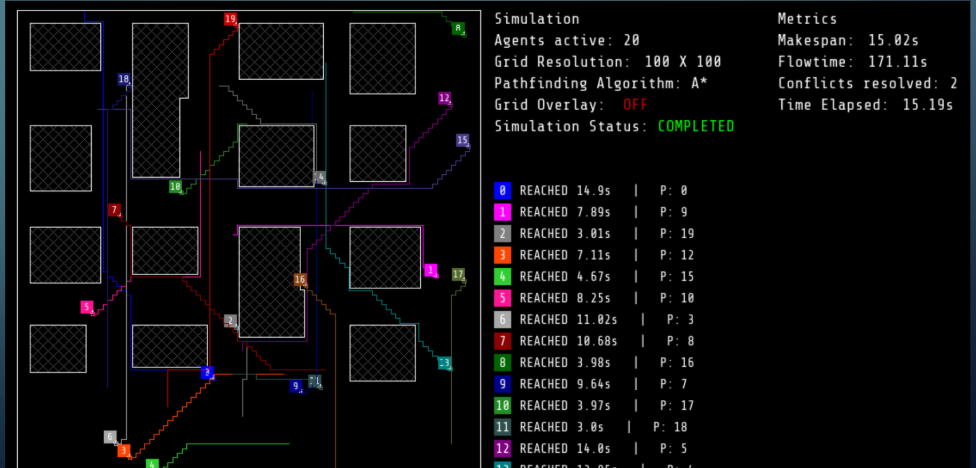 Simulation
Agents active: 20
Grid Resolution: 100 X 100
Pathfinding Algorithm: A*
Grid Overlay: OFF
Simulation Status: COMPLETED
Metrics
Makespan: 15.02s
Flowtime: 171.11s
Conflicts resolved: 2
Time Elapsed: 15.19s
0 REACHED 14.9s | P: 0
1 REACHED 7.89s | P: 9
2 REACHED 3.01s | P: 19
3 REACHED 7.11s | P: 12
4 REACHED 4.67s | P: 15
5 REACHED 8.25s | P: 10
6 REACHED 11.02s | P: 3
7 REACHED 10.68s | P: 8
8 REACHED 3.98s | P: 16
9 REACHED 9.64s | P: 7
10 REACHED 3.97s | P: 17
11 REACHED 3.0s | P: 18
12 REACHED 14.0s | P: 5
19
8
18
12
15
10
7
1
17
16
5
2
9
6
3
4